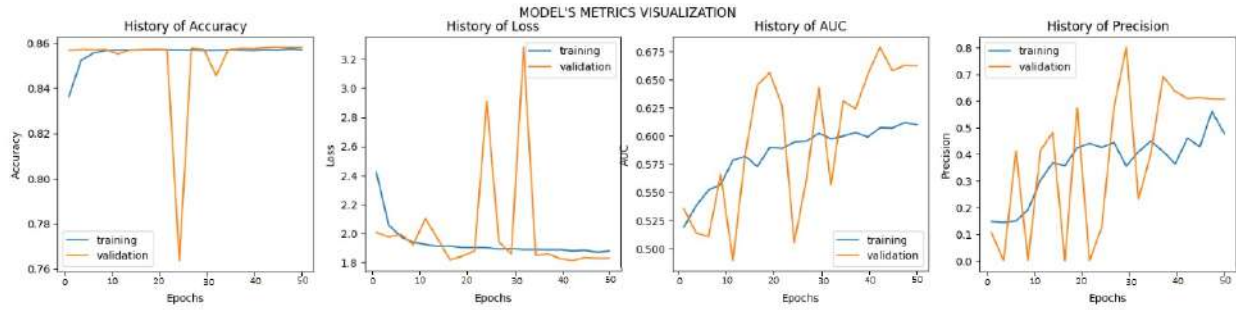 MODEL'S METRICS VISUALIZATION
History of Accuracy
0.86
0.84
0.82
0.80
0.78
0.76
Accuracy
training
validation
0 10 20 30 40 50
Epochs
History of Loss
3.2
3.0
2.8
2.6
2.4
2.2
2.0
1.8
Loss
training
validation
0 10 20 30 40 50
Epochs
History of AUC
0.675
0.650
0.625
0.600
0.575
0.550
0.525
0.500
AUC
training
validation
0 10 20 30 40 50
Epochs
History of Precision
0.8
0.7
0.6
0.5
0.4
0.3
0.2
0.1
0.0
Precision
training
validation
0 10 20 30 40 50
Epochs